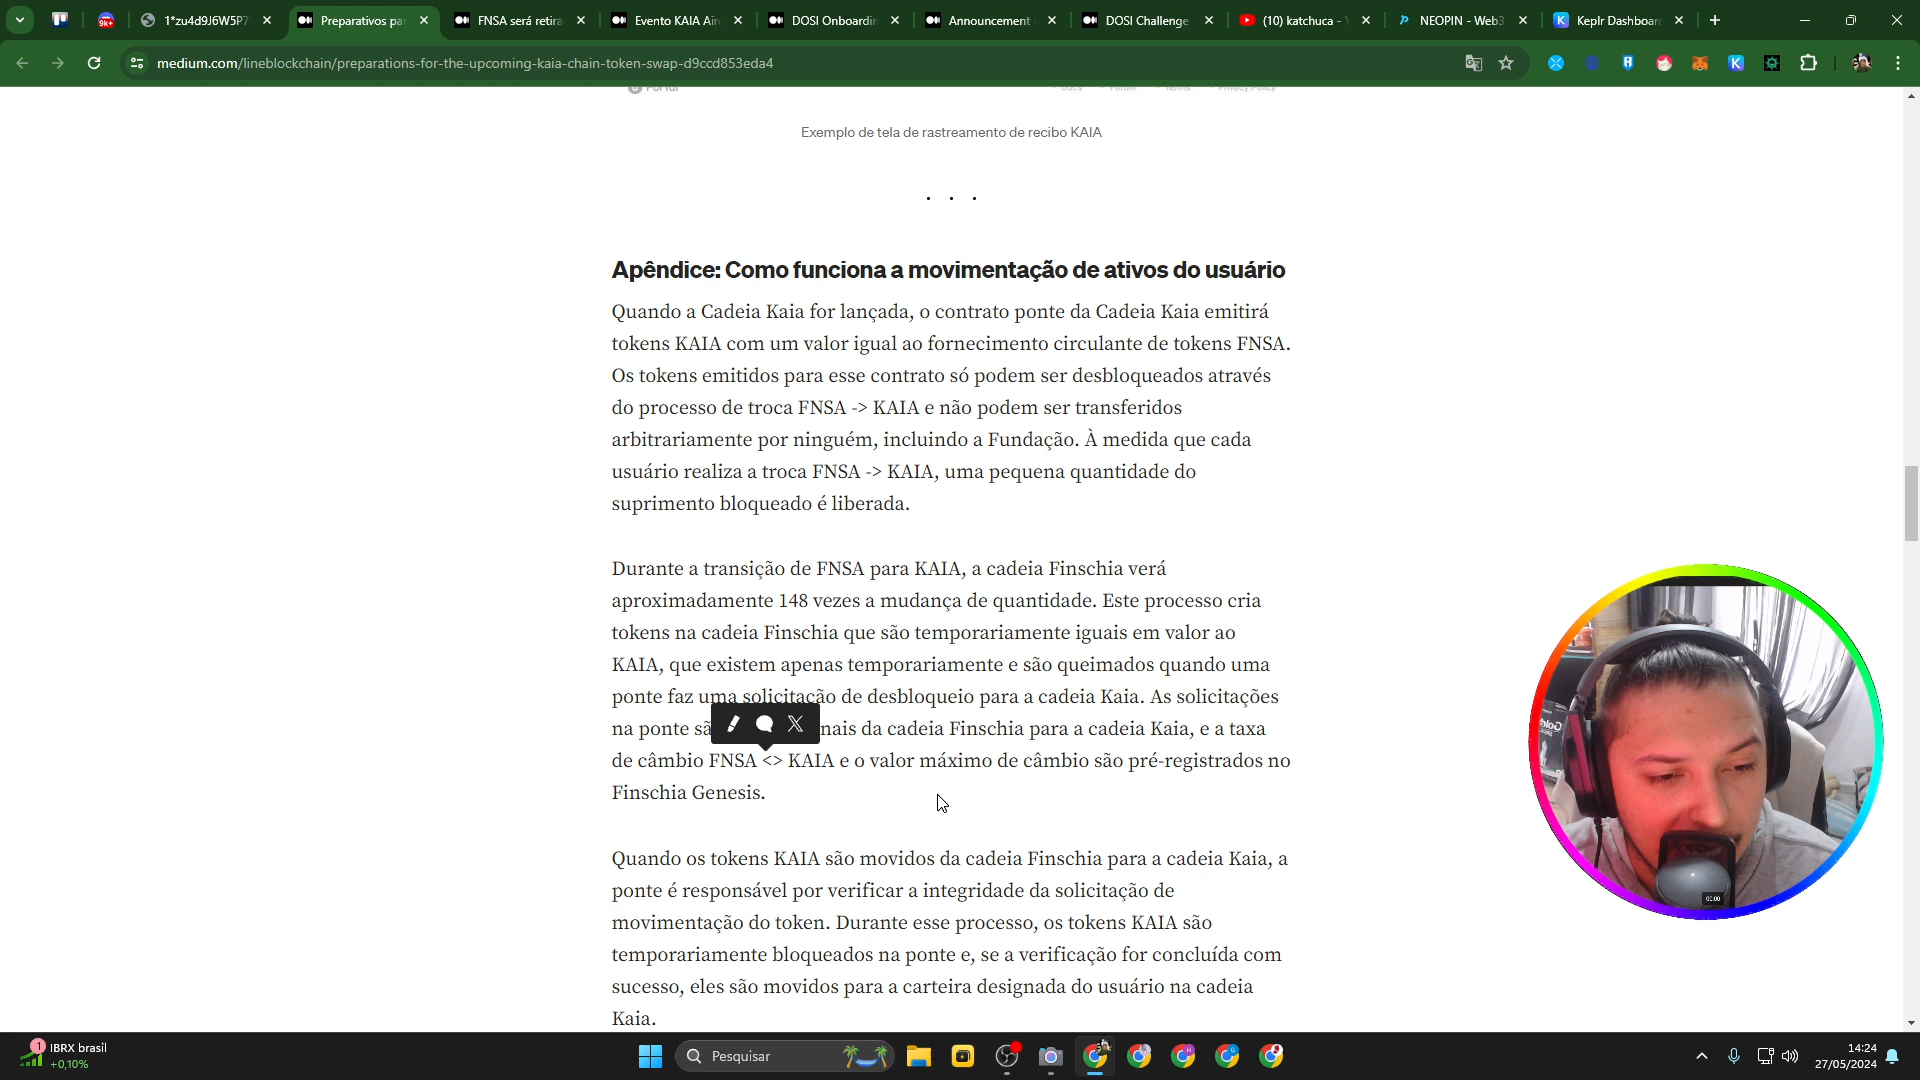 1*zu4d9J6W5P7
Preparativos par
FNSA será retira
Evento KAIA Air
DOSI Onboardin
Announcement
DOSI Challenge
(10) katchuca - Y
NEOPIN - Web3
Keplr Dashboar
9k+
medium.com/lineblockchain/preparations-for-the-upcoming-kaia-chain-token-swap-d9ccd853eda4
Exemplo de tela de rastreamento de recibo KAIA
. . .
Apêndice: Como funciona a movimentação de ativos do usuário
Quando a Cadeia Kaia for lançada, o contrato ponte da Cadeia Kaia emitirá
tokens KAIA com um valor igual ao fornecimento circulante de tokens FNSA.
Os tokens emitidos para esse contrato só podem ser desbloqueados através
do processo de troca FNSA -> KAIA e não podem ser transferidos
arbitrariamente por ninguém, incluindo a Fundação. À medida que cada
usuário realiza a troca FNSA -> KAIA, uma pequena quantidade do
suprimento bloqueado é liberada.
Durante a transição de FNSA para KAIA, a cadeia Finschia verá
aproximadamente 148 vezes a mudança de quantidade. Este processo cria
tokens na cadeia Finschia que são temporariamente iguais em valor ao
KAIA, que existem apenas temporariamente e são queimados quando uma
ponte faz uma solicitação de desbloqueio para a cadeia Kaia. As solicitações
na ponte sã nais da cadeia Finschia para a cadeia Kaia, e a taxa
de câmbio FNSA <> KAIA e o valor máximo de câmbio são pré-registrados no
Finschia Genesis.
Quando os tokens KAIA são movidos da cadeia Finschia para a cadeia Kaia, a
ponte é responsável por verificar a integridade da solicitação de
movimentação do token. Durante esse processo, os tokens KAIA são
temporariamente bloqueados na ponte e, se a verificação for concluída com
sucesso, eles são movidos para a carteira designada do usuário na cadeia
Kaia.
00:00
1
IBRX brasil
+0,10%
Pesquisar
14:24
27/05/2024